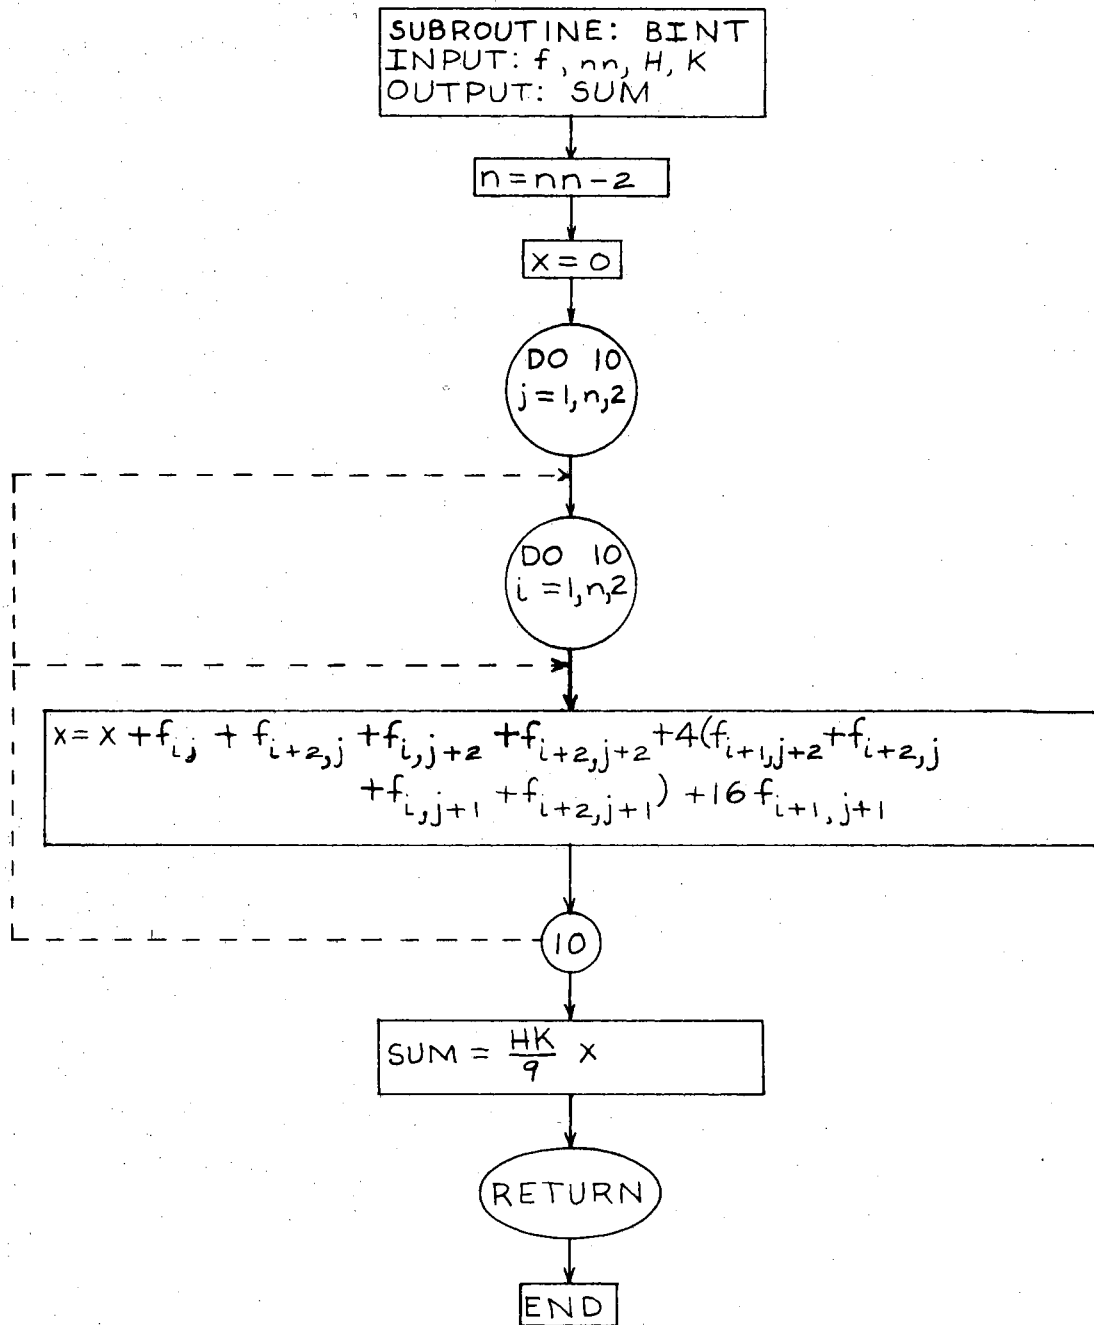 SUBROUTINE: BINT
INPUT: f, nn, H, K
OUTPUT: SUM
n = nn - 2
x = 0
DO 10
j = 1, n, 2
DO 10
i = 1, n, 2
x = x + f_{i,j} + f_{i+2,j} + f_{i,j+2} + f_{i+2,j+2} + 4(f_{i+1,j+2} + f_{i+2,j}
+ f_{i,j+1} + f_{i+2,j+1}) + 16 f_{i+1,j+1}
10
SUM = \frac{HK}{9} x
RETURN
END